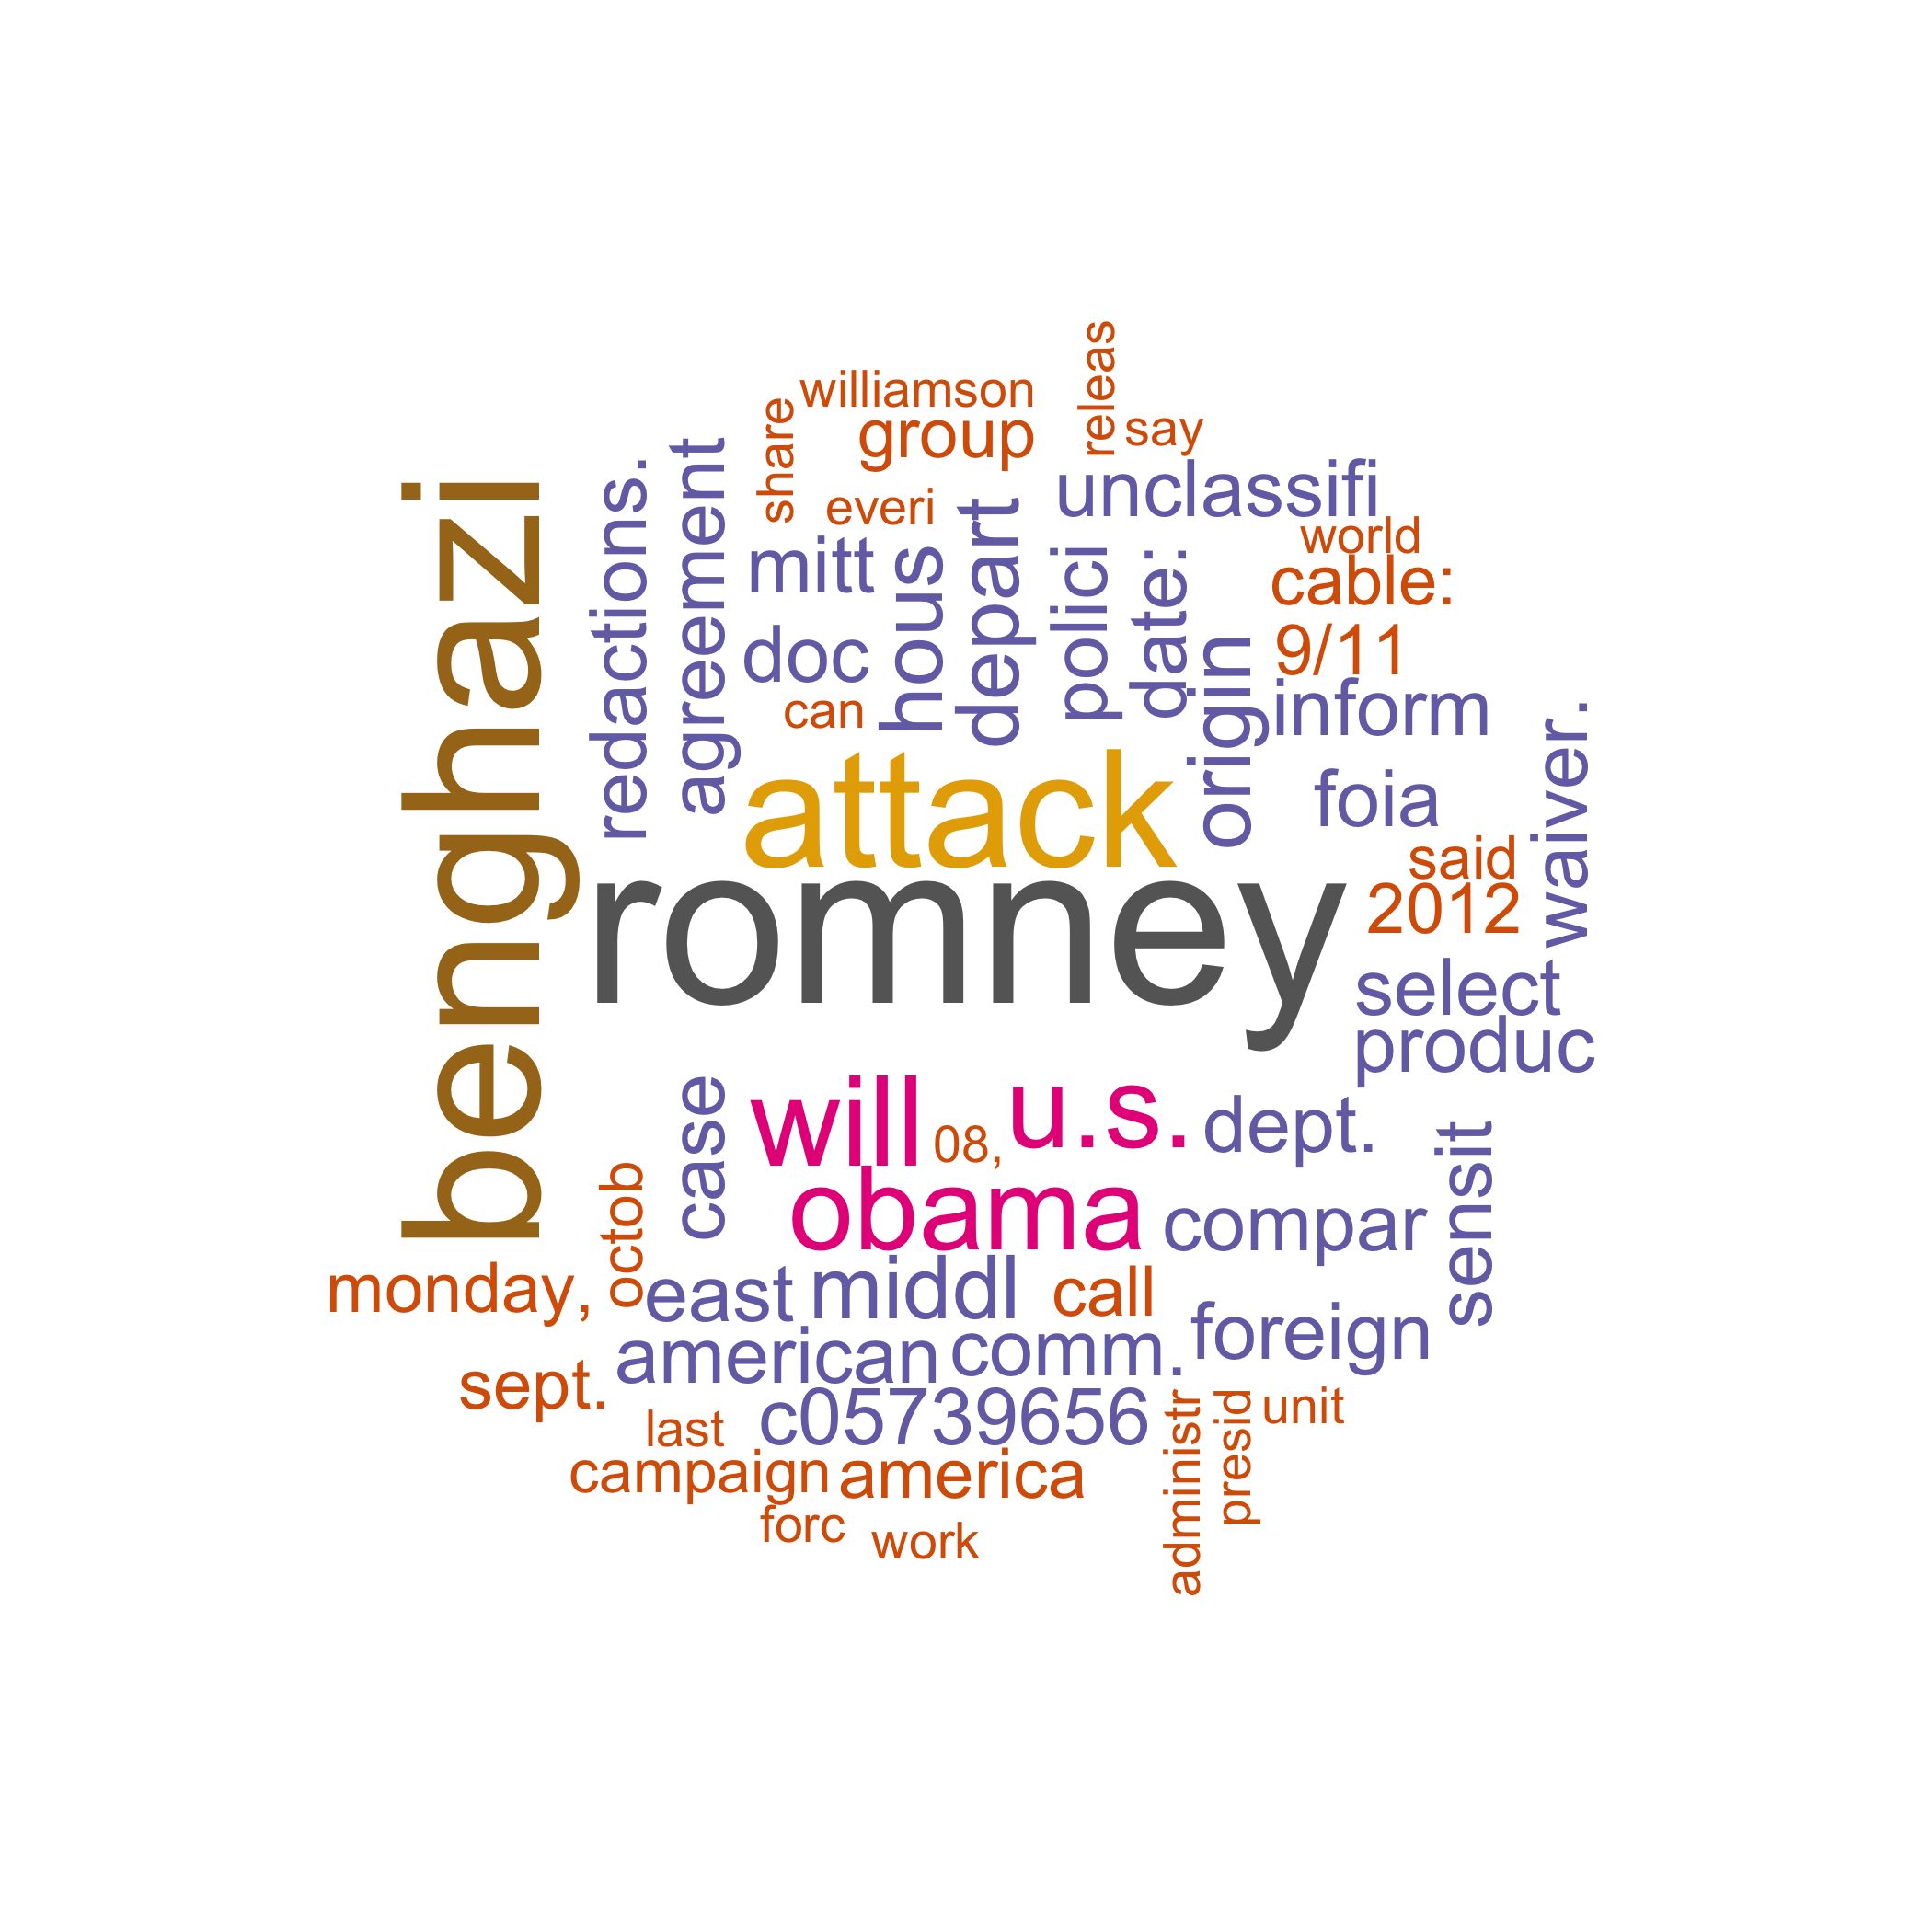 releas
williamson
share
group
say
unclassifi
agreement
redactions.
everi
world
mitt
hous
depart
polici
date:
cable:
benghazi
doc
origin
9/11
can
inform
attack
foia
waiver.
said
romney
2012
select
produc
case
will
08,
u.s.
dept.
sensit
octob
obama
compar
monday,
east
middl
call
foreign
american
comm.
sept.
c05739656
administr
presid
unit
last
campaign
america
forc
work